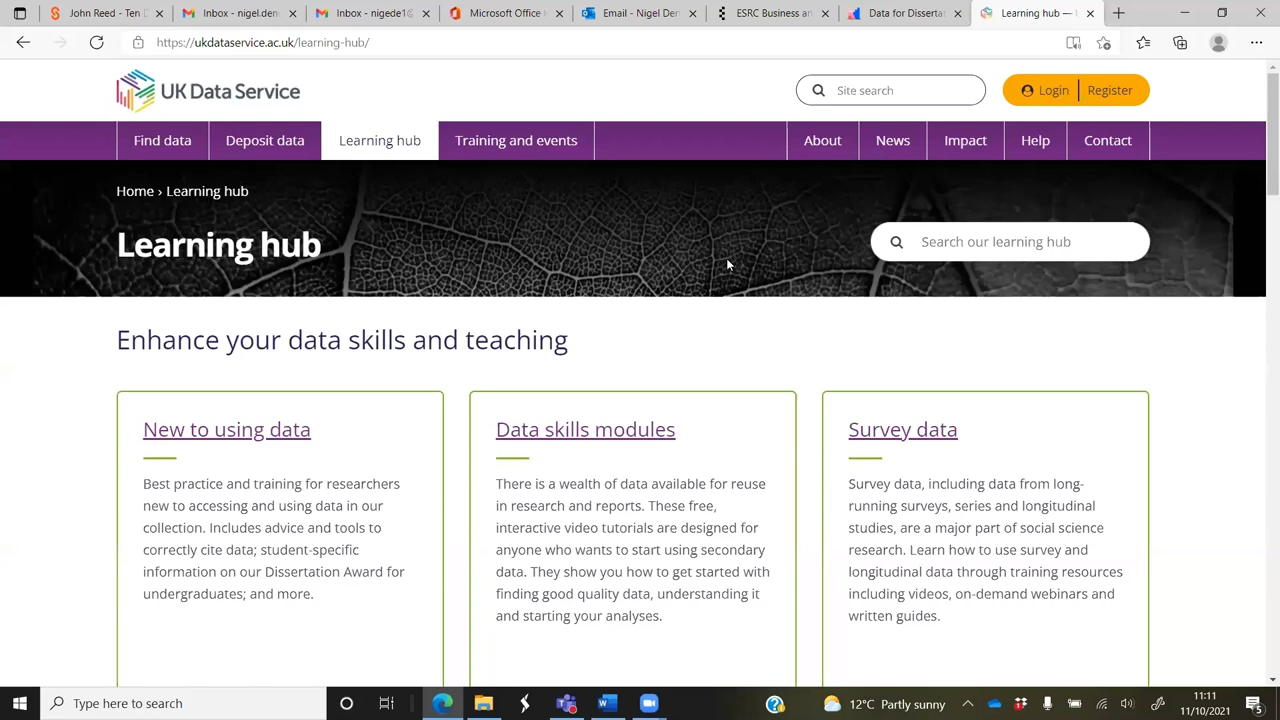 John Reed - Ten
Inbox - nigel.den
Inbox - nigede1@
Microsoft Office
Email - Nigel De
ESRC Business an
Data for Disserta
Learning hub —
https://ukdataservice.ac.uk/learning-hub/
UK Data Service
Site search
Login
Register
Find data
Deposit data
Learning hub
Training and events
About
News
Impact
Help
Contact
Home › Learning hub
Learning hub
Search our learning hub
Enhance your data skills and teaching
New to using data
Best practice and training for researchers
new to accessing and using data in our
collection. Includes advice and tools to
correctly cite data; student-specific
information on our Dissertation Award for
undergraduates; and more.
Data skills modules
There is a wealth of data available for reuse
in research and reports. These free,
interactive video tutorials are designed for
anyone who wants to start using secondary
data. They show you how to get started with
finding good quality data, understanding it
and starting your analyses.
Survey data
Survey data, including data from long-
running surveys, series and longitudinal
studies, are a major part of social science
research. Learn how to use survey and
longitudinal data through training resources
including videos, on-demand webinars and
written guides.
Type here to search
12°C Partly sunny
11:11
11/10/2021
5